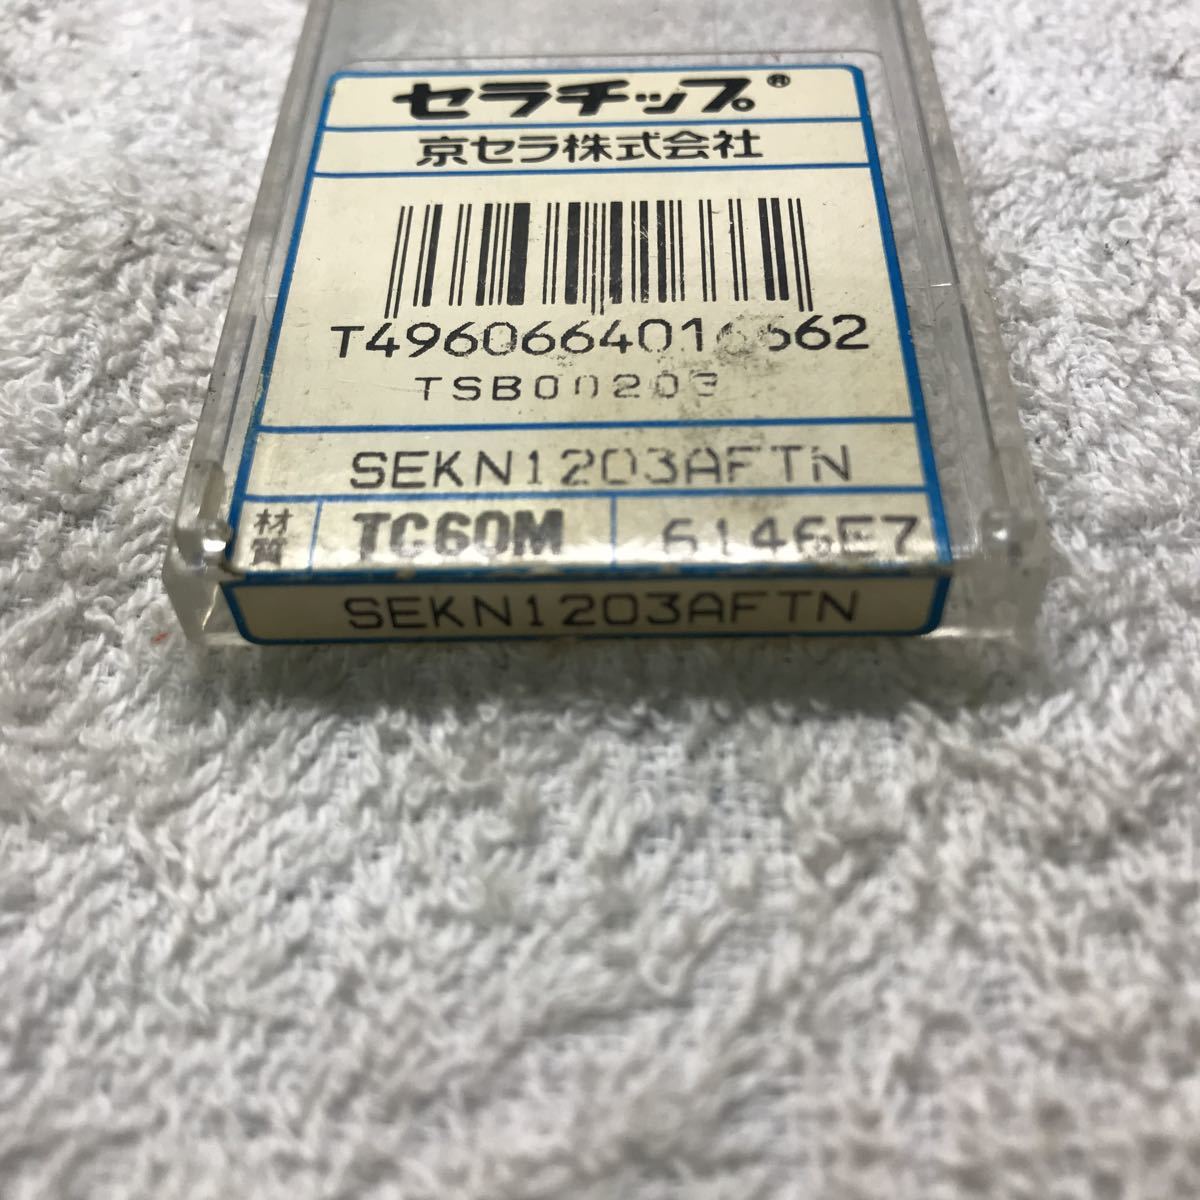 セラチップ®
京セラ株式会社
T4960664016662
TSB00203
SEKN1203AFTN
材質 TC60M 6146E7
SEKN1203AFTN